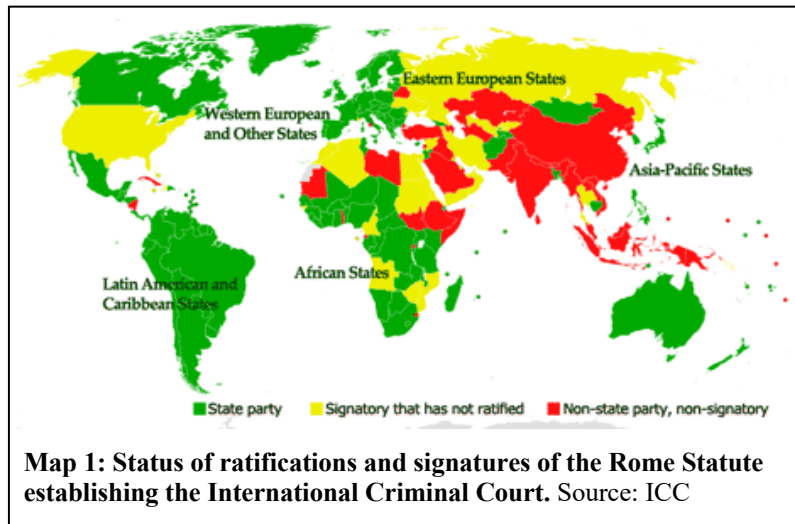 Eastern European States
Western European
and Other States
Asia-Pacific States
African States
Latin American and
Caribbean States
State party
Signatory that has not ratified
Non-state party, non-signatory
Map 1: Status of ratifications and signatures of the Rome Statute
establishing the International Criminal Court. Source: ICC